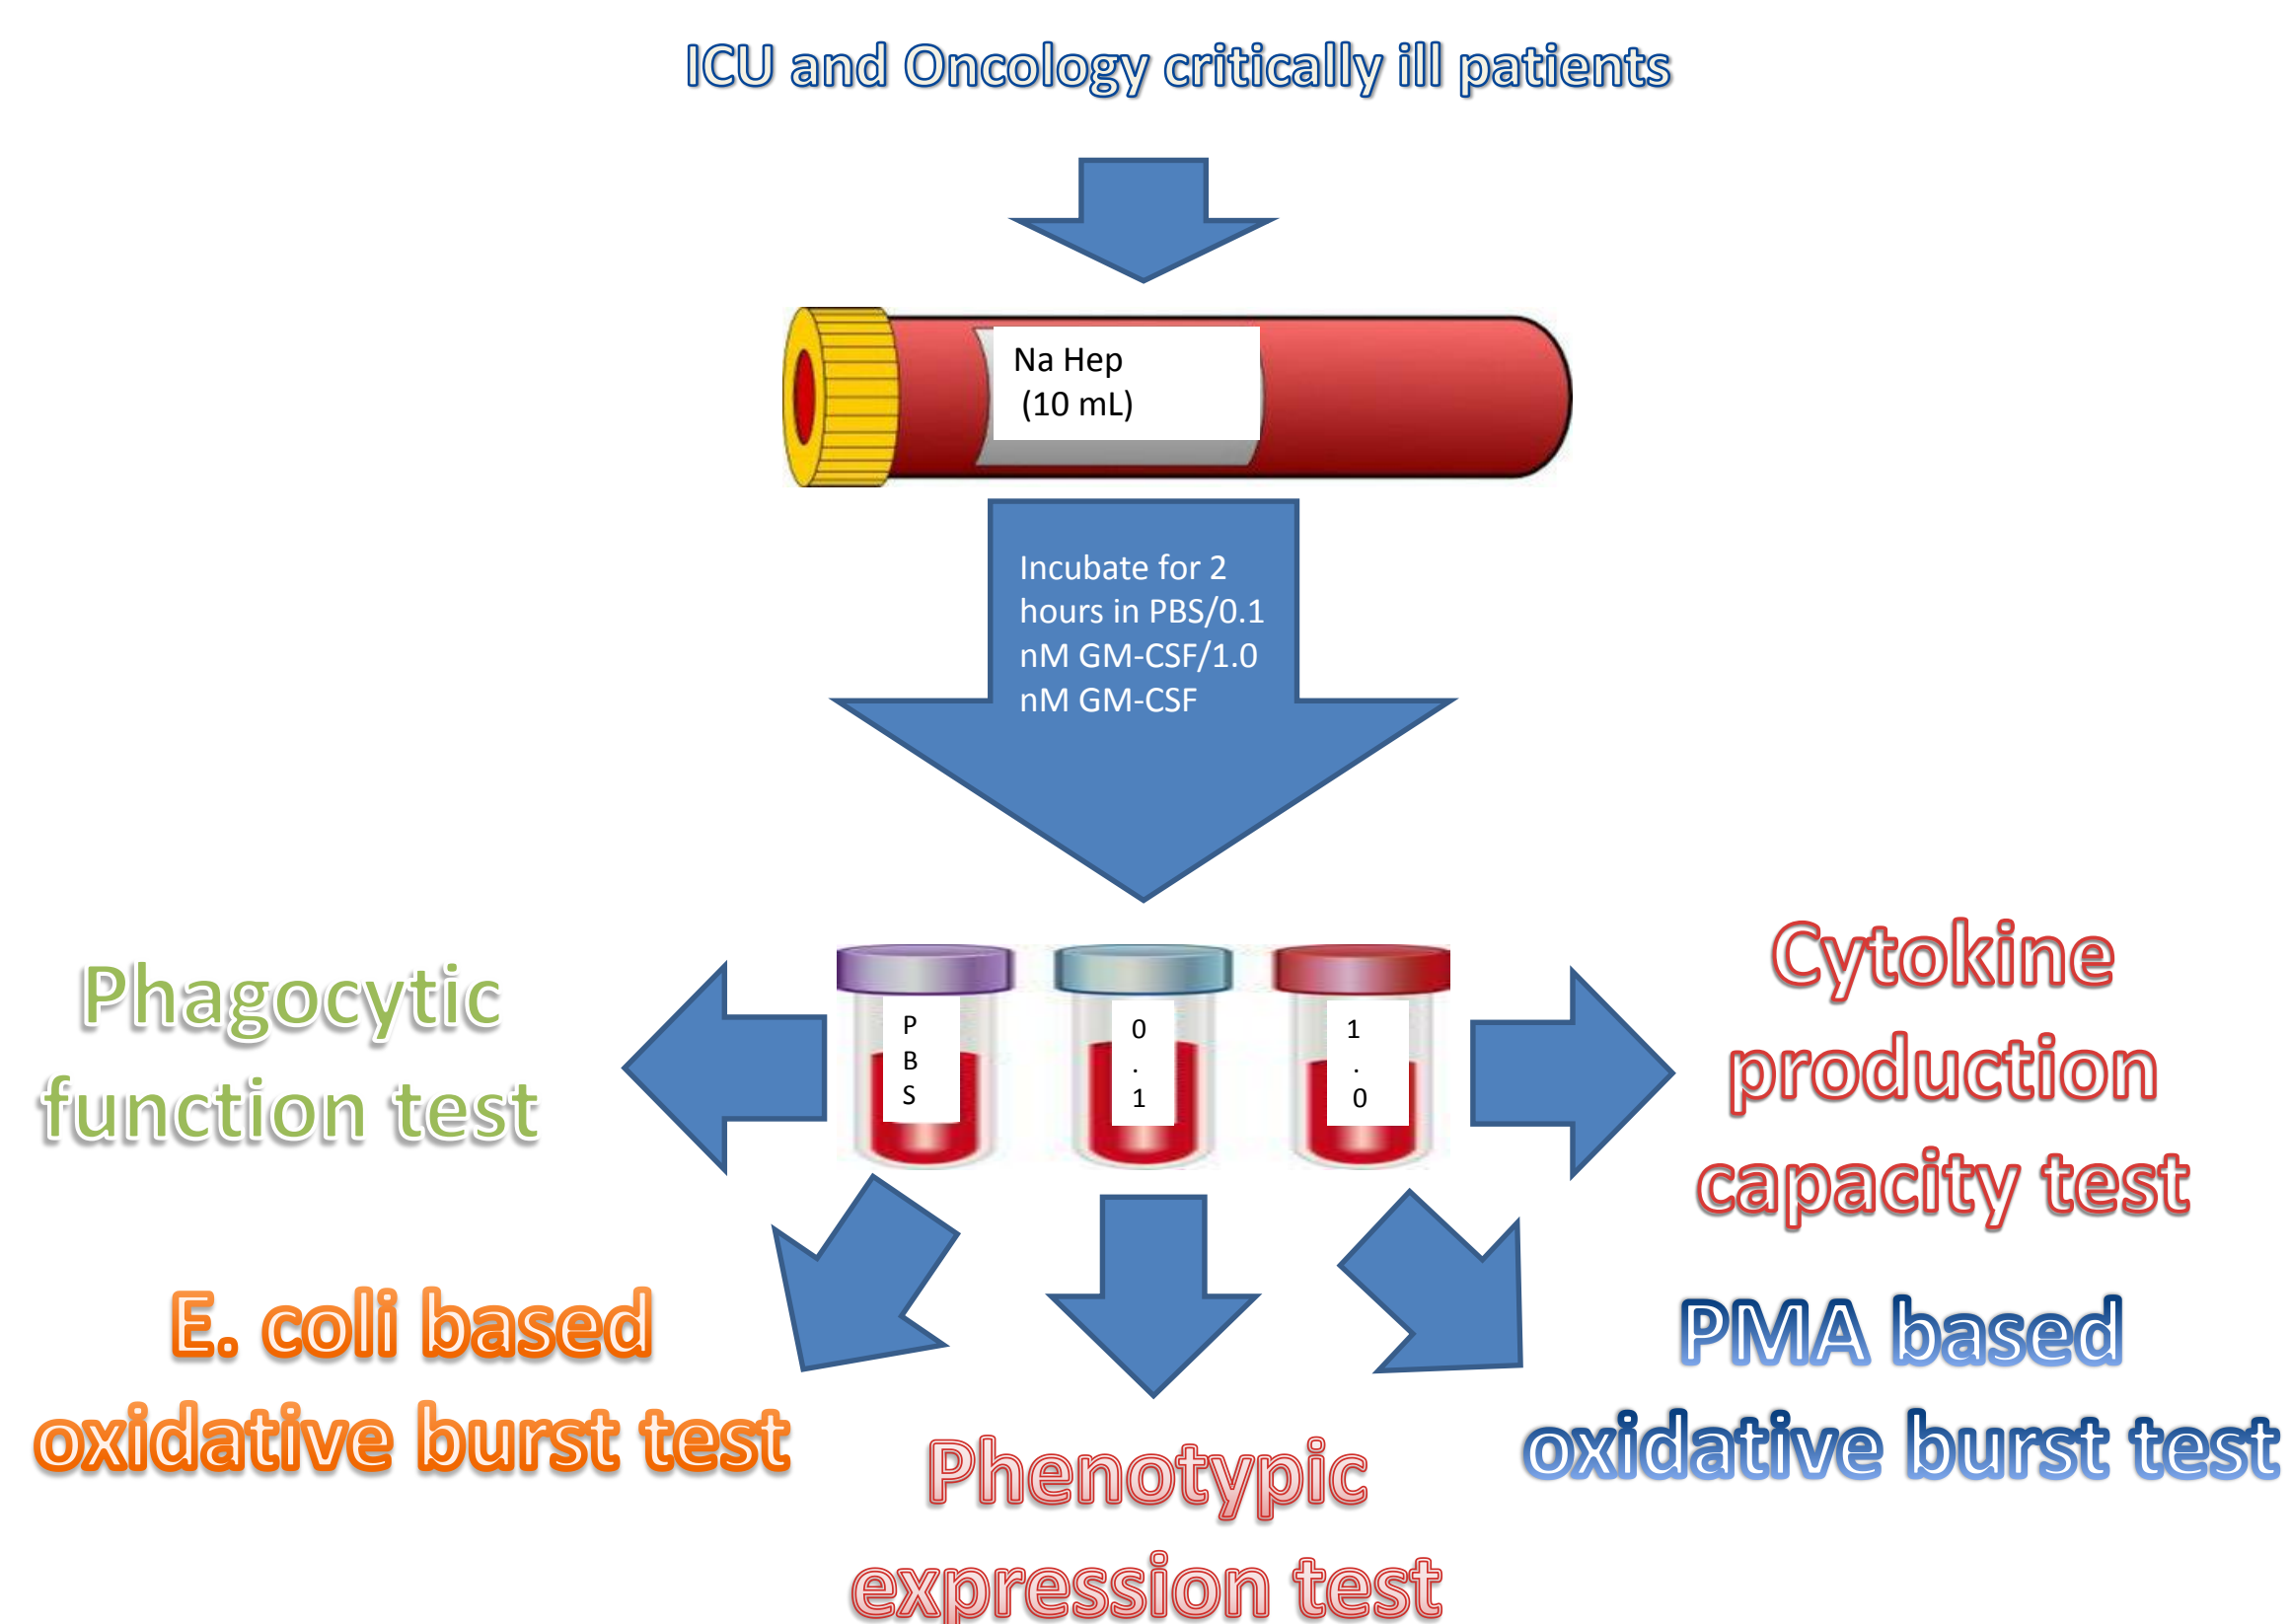 ICU and Oncology critically ill patients
Na Hep
(10 mL)
Incubate for 2
hours in PBS/0.1
nM GM-CSF/1.0
nM GM-CSF
P
B
S
0
.
1
1
.
0
Phagocytic
function test
Cytokine
production
capacity test
E. coli based
oxidative burst test
Phenotypic
expression test
PMA based
oxidative burst test